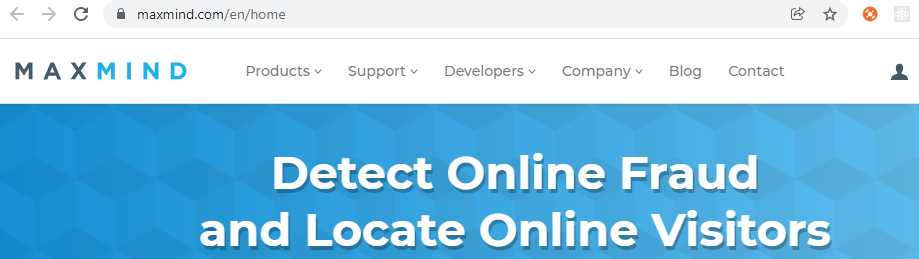 maxmind.com/en/home
MAXMIND Products Support Developers Company Blog Contact
Detect Online Fraud
and Locate Online Visitors